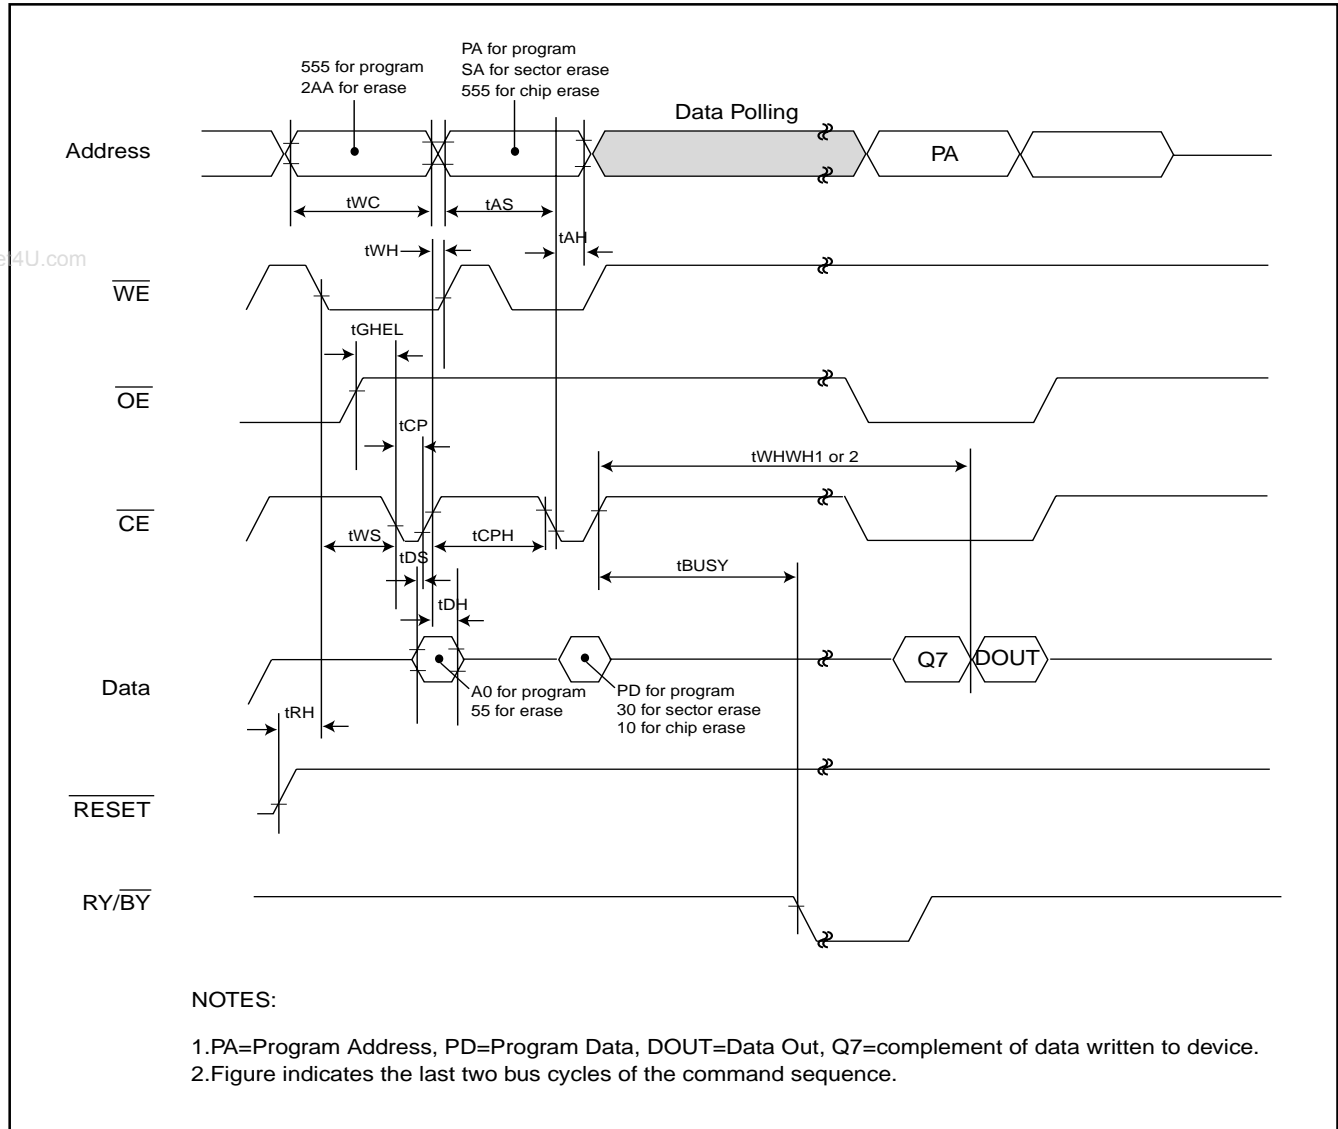 555 for program
2AA for erase
PA for program
SA for sector erase
555 for chip erase
Data Polling
Address
PA
tWC
tAS
tAH
et4U.com
tWH
WE
tGHEL
OE
tCP
tWHWH1 or 2
CE
tWS
tCPH
tDS
tBUSY
tDH
Q7
DOUT
Data
A0 for program
55 for erase
PD for program
30 for sector erase
10 for chip erase
tRH
RESET
RY/BY
NOTES:
1.PA=Program Address, PD=Program Data, DOUT=Data Out, Q7=complement of data written to device.
2.Figure indicates the last two bus cycles of the command sequence.